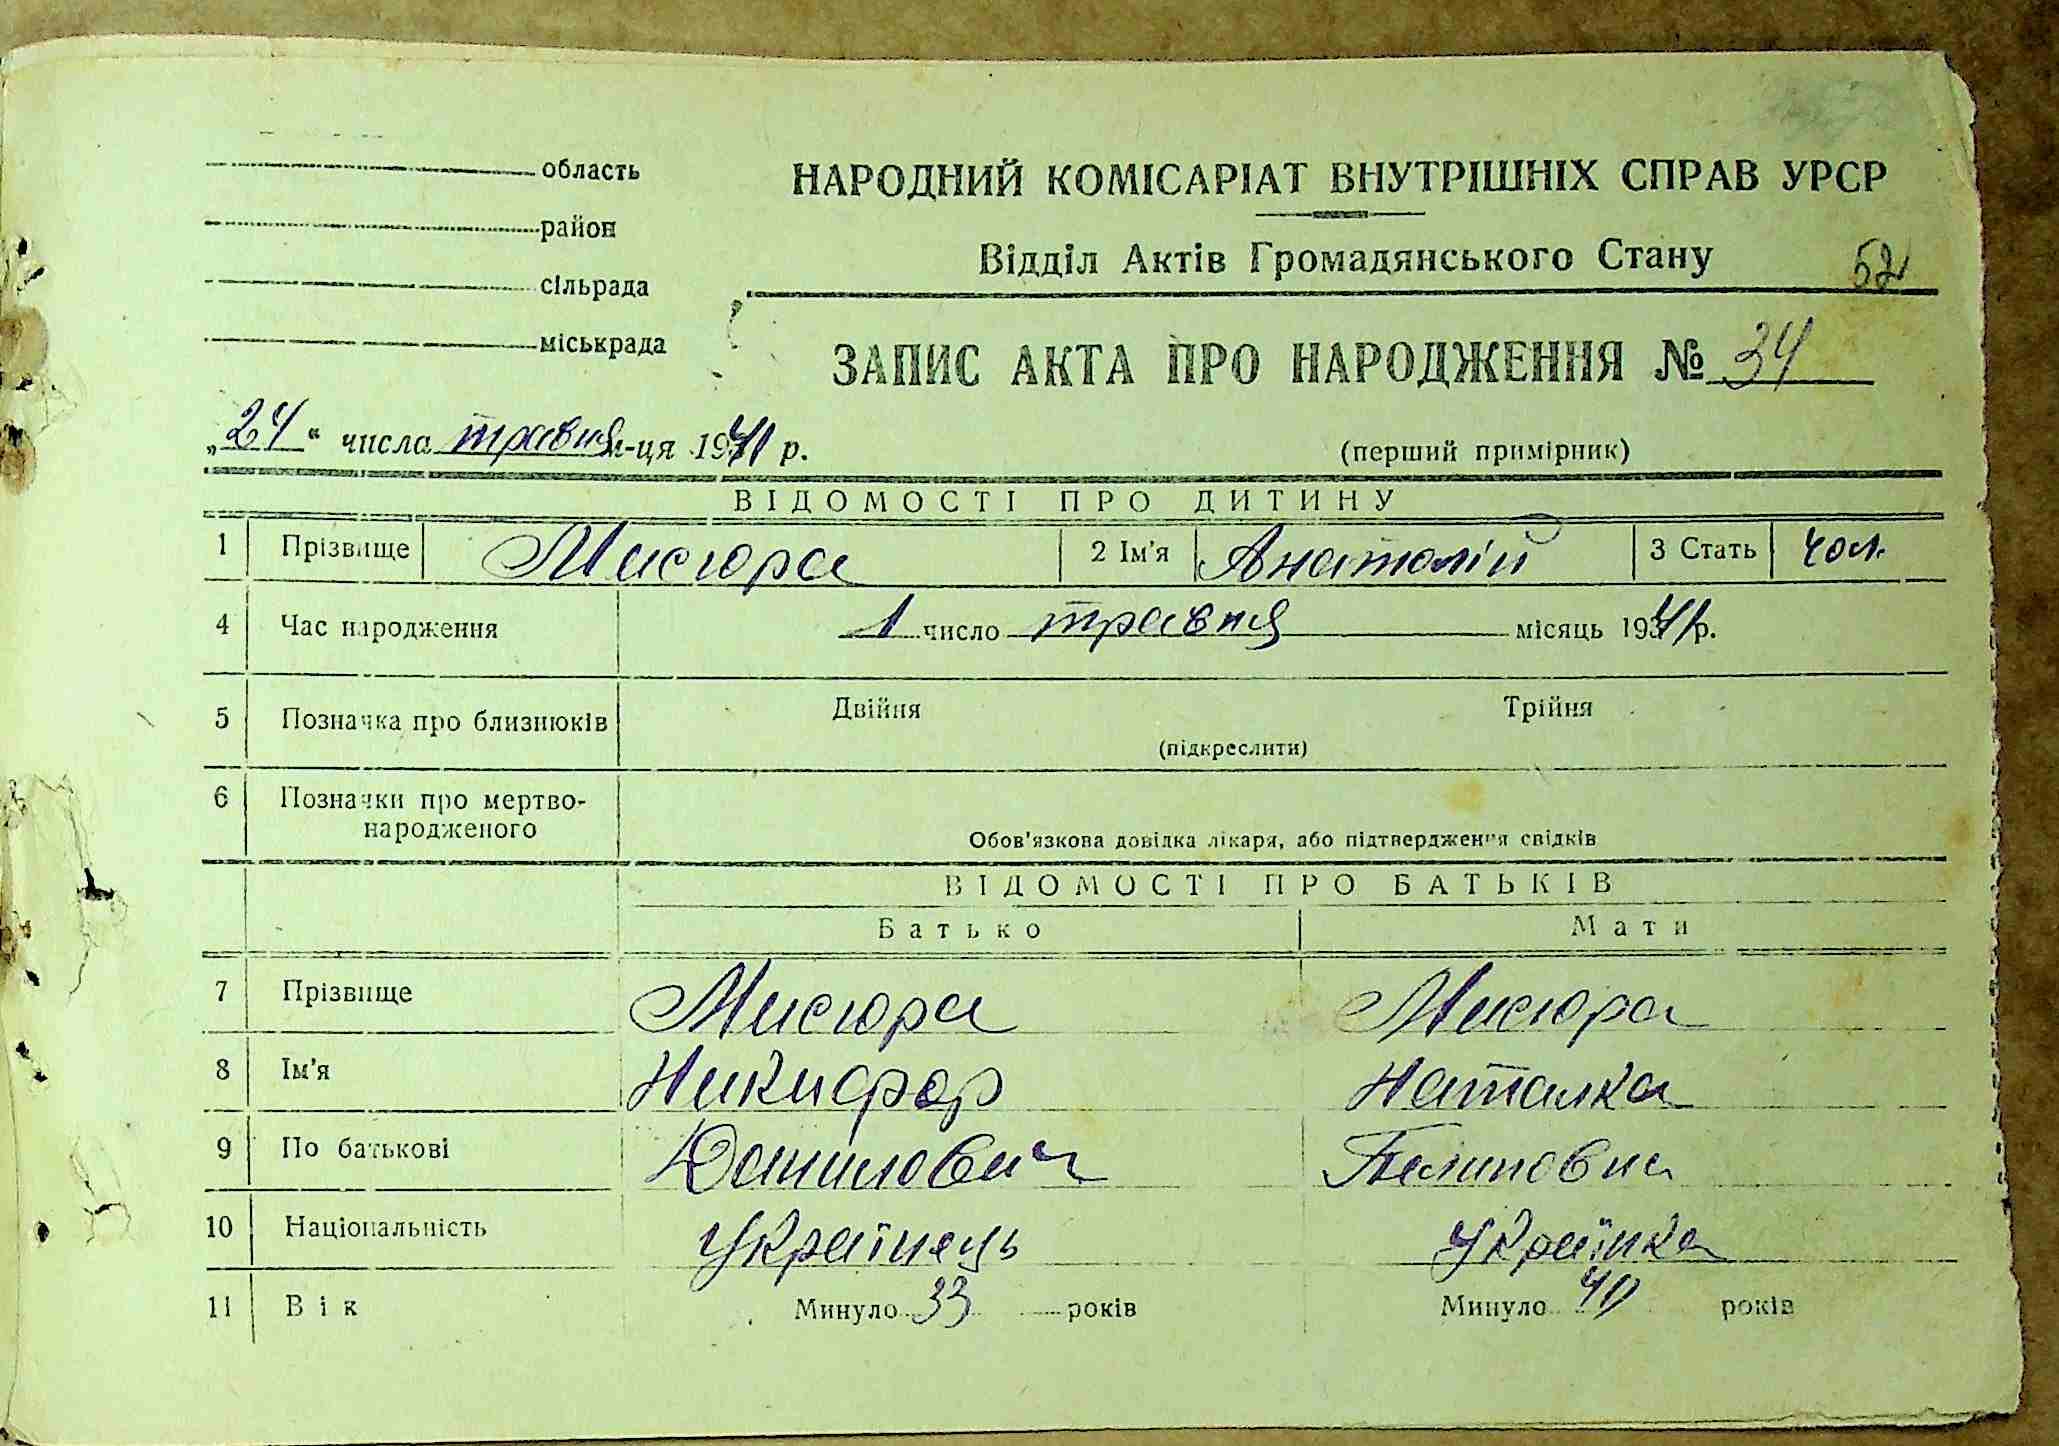 область
район
сільрада
міськрада
НАРОДНИЙ КОМІСАРІАТ ВНУТРІШНІХ СПРАВ УРСР
Відділ Актів Громадянського Стану 52
ЗАПИС АКТА ПРО НАРОДЖЕННЯ № 34
„24“ числа травня м-ця 1941 р.
(перший примірник)
ВІДОМОСТІ ПРО ДИТИНУ
1 Прізвище Мисюра 2 Ім'я Анатолій 3 Стать чол.
4 Час народження 1 число травня місяць 1941 р.
5 Позначка про близнюків Двійня Трійня
(підкреслити)
6 Позначки про мертво-
народженого
Обов'язкова довідка лікаря, або підтвердження свідків
ВІДОМОСТІ ПРО БАТЬКІВ
Батько Мати
7 Прізвище Мисюра Мисюра
8 Ім'я Никифор Наталка
9 По батькові Данилович
10 Національність Українець Українка
11 Вік Минуло 33 років Минуло 40 років